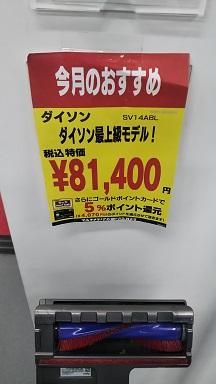 今月のおすすめ
ダイソン SV14ABL
ダイソン最上級モデル!
税込特価
¥81,400円
さらにゴールドポイントカードで
5%ポイント還元